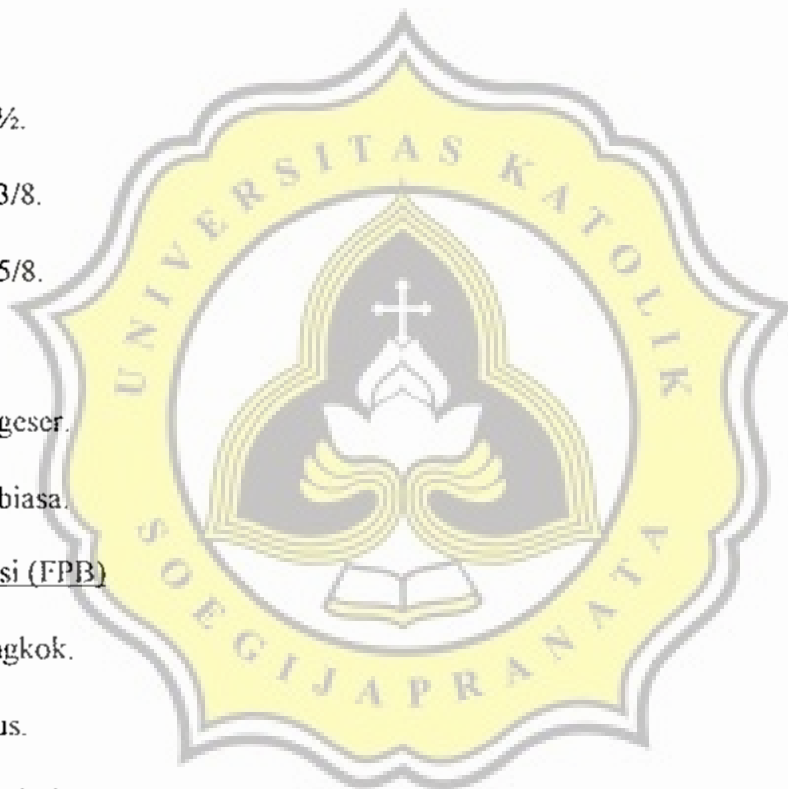 ½.
3/8.
5/8.
UNIVERSITAS KATOLIK
geser.
biasa.
si (FPB)
gkok.
us.
SOEGIJAPRANATA